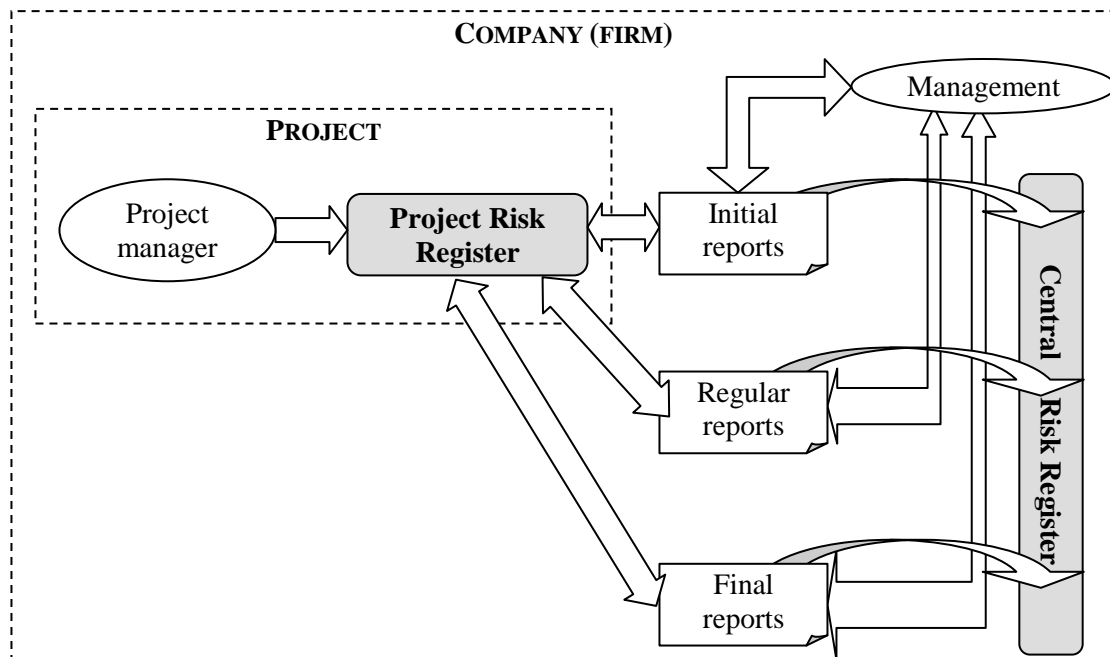 COMPANY (FIRM)
Management
PROJECT
Project
manager
Project Risk
Register
Initial
reports
Central Risk Register
Regular
reports
Final
reports